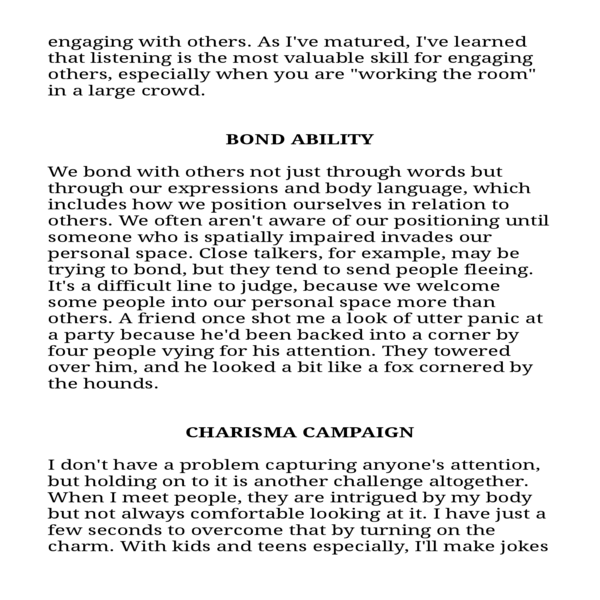 engaging with others. As I've matured, I've learned
that listening is the most valuable skill for engaging
others, especially when you are "working the room"
in a large crowd.
BOND ABILITY
We bond with others not just through words but
through our expressions and body language, which
includes how we position ourselves in relation to
others. We often aren't aware of our positioning until
someone who is spatially impaired invades our
personal space. Close talkers, for example, may be
trying to bond, but they tend to send people fleeing.
It's a difficult line to judge, because we welcome
some people into our personal space more than
others. A friend once shot me a look of utter panic at
a party because he'd been backed into a corner by
four people vying for his attention. They towered
over him, and he looked a bit like a fox cornered by
the hounds.
CHARISMA CAMPAIGN
I don't have a problem capturing anyone's attention,
but holding on to it is another challenge altogether.
When I meet people, they are intrigued by my body
but not always comfortable looking at it. I have just a
few seconds to overcome that by turning on the
charm. With kids and teens especially, I'll make jokes